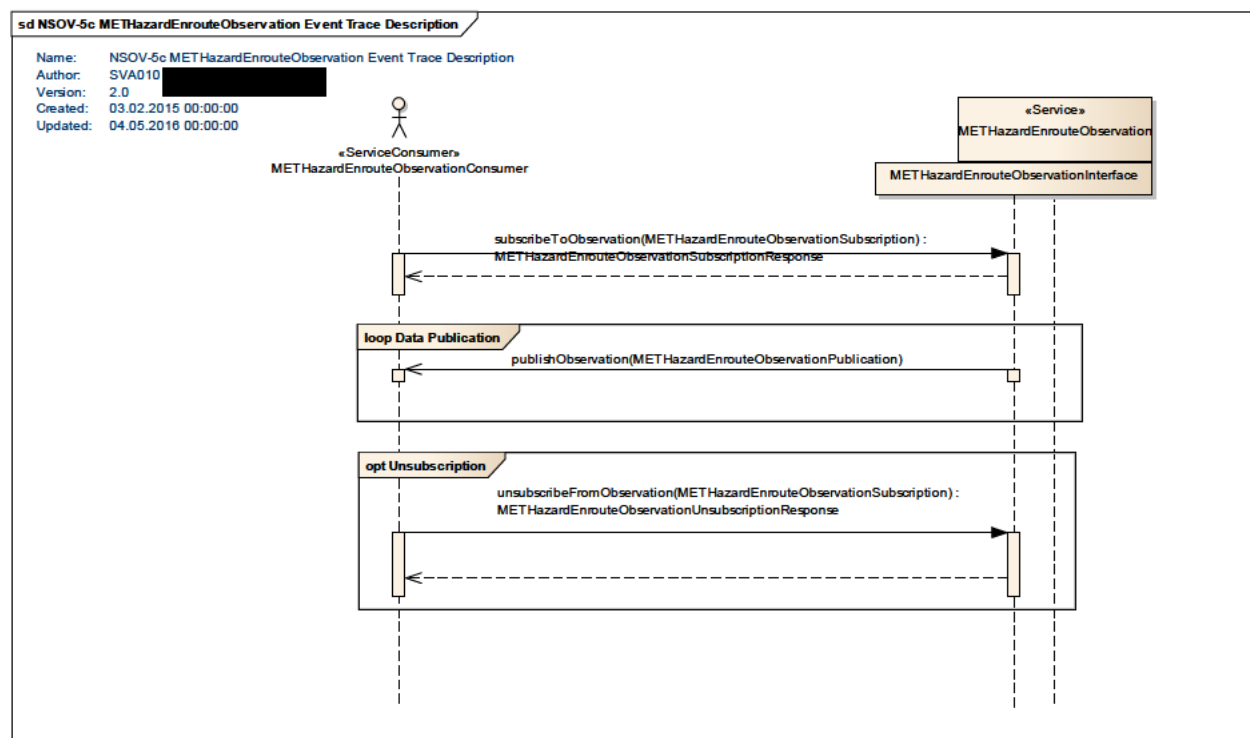 sd NSOV-5c METHazardEnrouteObservation Event Trace Description
Name: NSOV-5c METHazardEnrouteObservation Event Trace Description
Author: SVA010
Version: 2.0
Created: 03.02.2015 00:00:00
Updated: 04.05.2016 00:00:00
«ServiceConsumer»
METHazardEnrouteObservationConsumer
«Service»
METHazardEnrouteObservation
METHazardEnrouteObservationInterface
subscribeToObservation(METHazardEnrouteObservationSubscription) :
METHazardEnrouteObservationSubscriptionResponse
loop Data Publication
publishObservation(METHazardEnrouteObservationPublication)
opt Unsubscription
unsubscribeFromObservation(METHazardEnrouteObservationSubscription) :
METHazardEnrouteObservationUnsubscriptionResponse